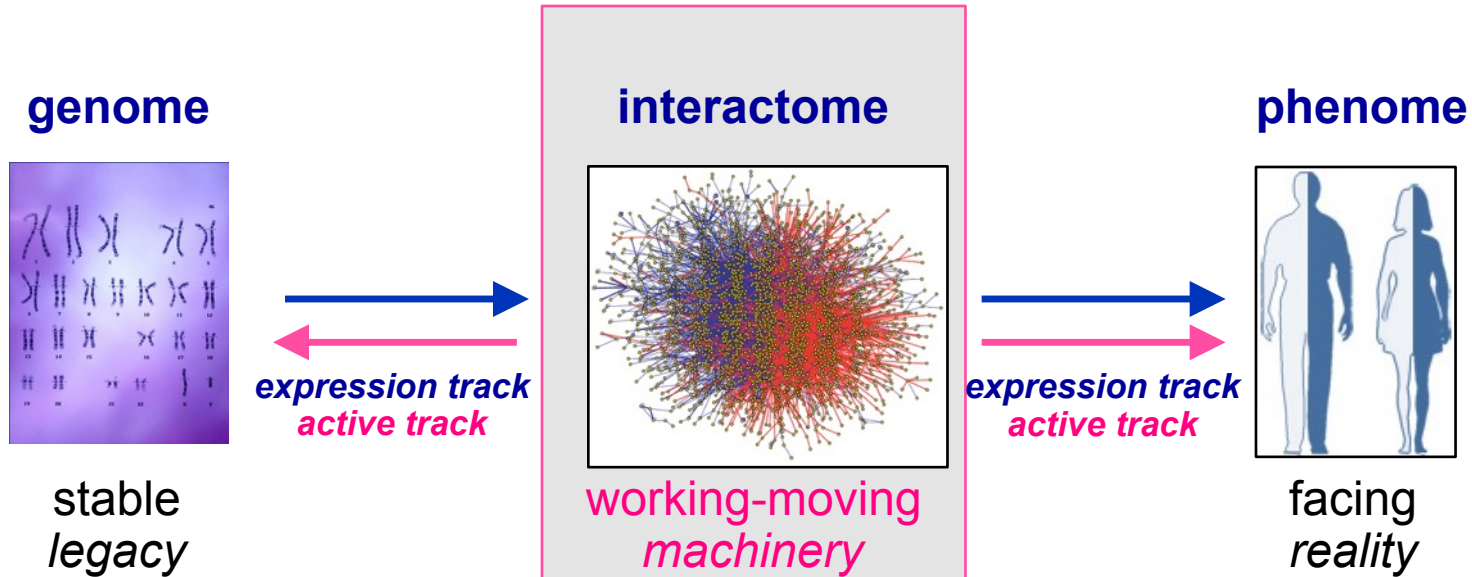 genome
interactome
phenome
expression track
active track
expression track
active track
stable
legacy
working-moving
machinery
facing
reality